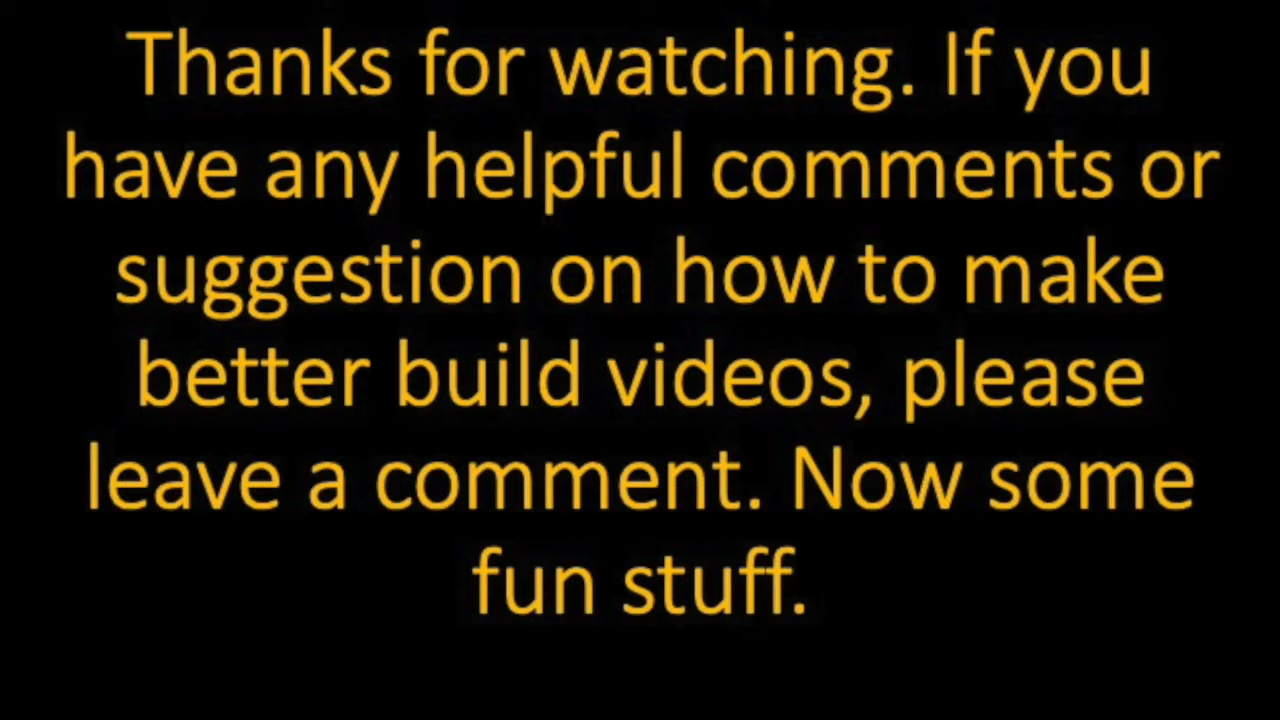 Thanks for watching. If you
have any helpful comments or
suggestion on how to make
better build videos, please
leave a comment. Now some
fun stuff.